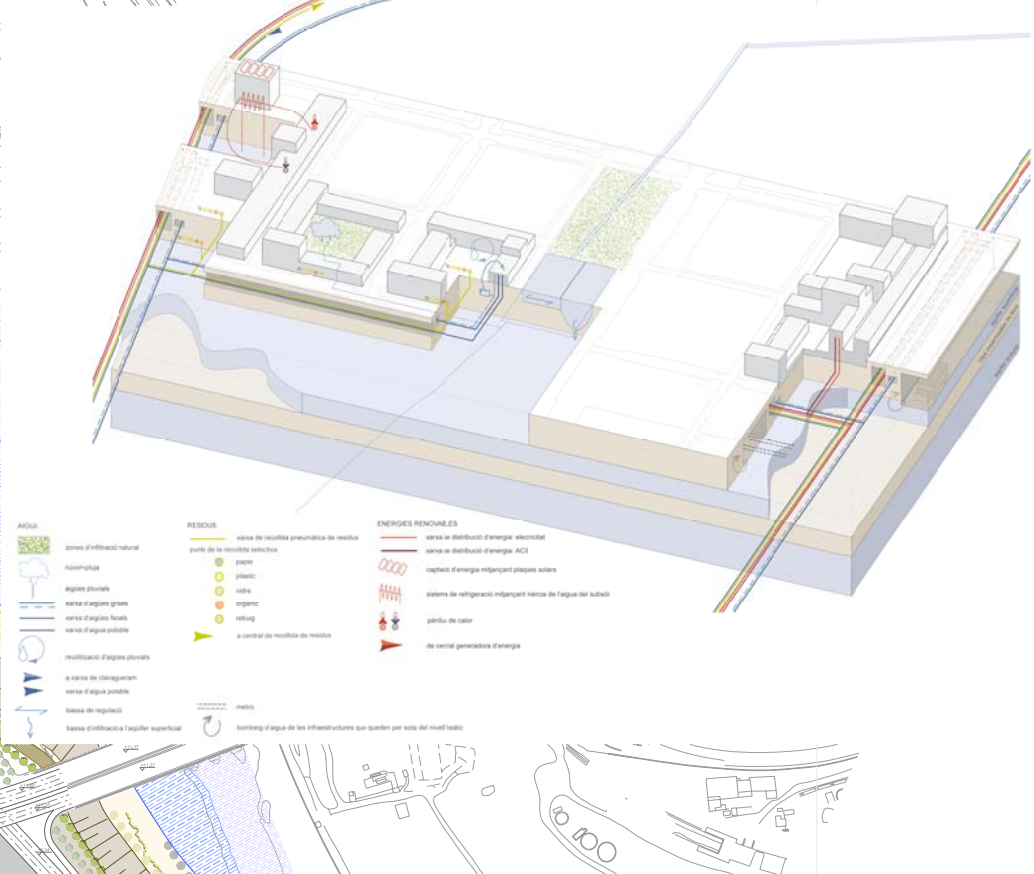 AIGUA
zones d'infiltració natural
núvol+pluja
aigües pluvials
xarxa d'aigües grises
xarxa d'aigües fecals
xarxa d'aigua potable
reutilització d'aigües pluvials
a xarxa de clavagueram
xarxa d'aigua potable
bassa de regulació
bassa d'infiltració a l'aqüífer superficial
RESIDUS
xarxa de recollida pneumàtica de residus
punts de la recollida selectiva
paper
plàstic
vidre
orgànic
rebuig
a central de recollida de residus
metro
bombeig d'aigua de les infraestructures que queden per sota del nivell freàtic
ENERGIES RENOVABLES
xarxa de distribució d'energia: electricitat
xarxa de distribució d'energia: ACS
captació d'energia mitjançant plaques solars
sistema de refrigeració mitjançant inèrcia de l'aigua del subsòl
pèrdua de calor
de central generadora d'energia